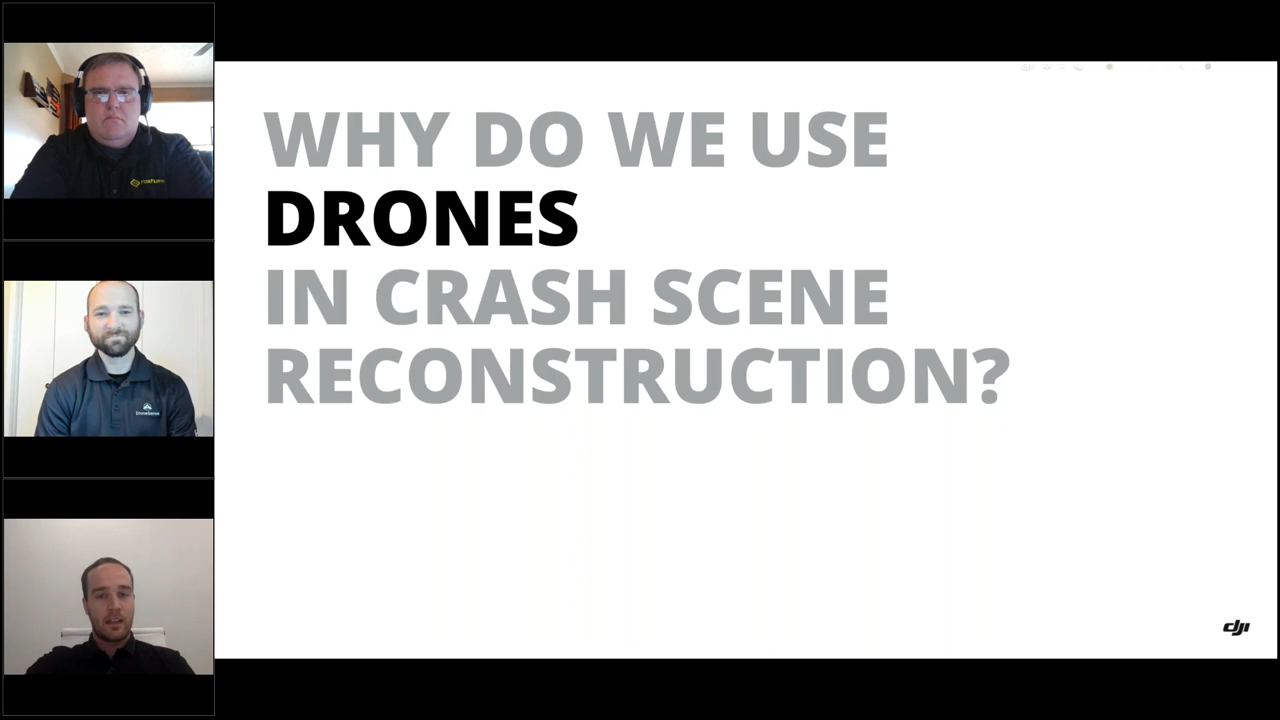 WHY DO WE USE
DRONES
IN CRASH SCENE
RECONSTRUCTION?
dji